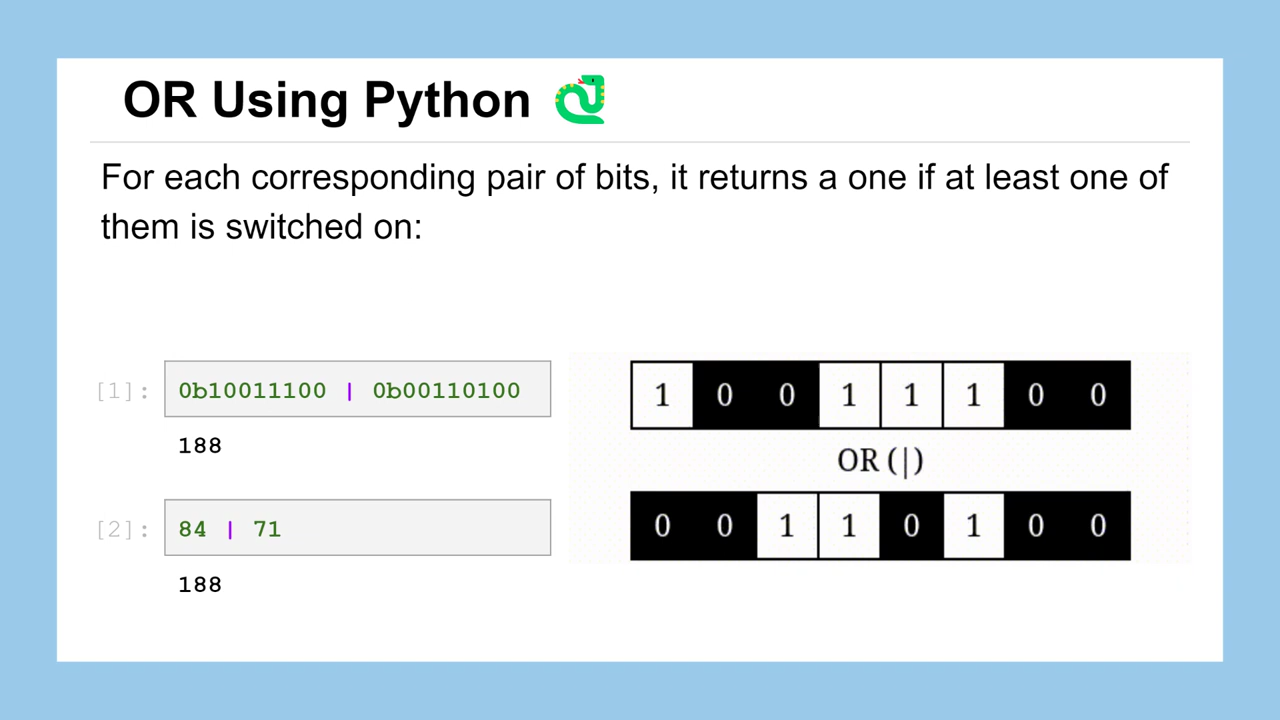 OR Using Python
For each corresponding pair of bits, it returns a one if at least one of
them is switched on:
[1]: 0b10011100 | 0b00110100
188
[2]: 84 | 71
188
1 0 0 1 1 1 0 0
OR (|)
0 0 1 1 0 1 0 0